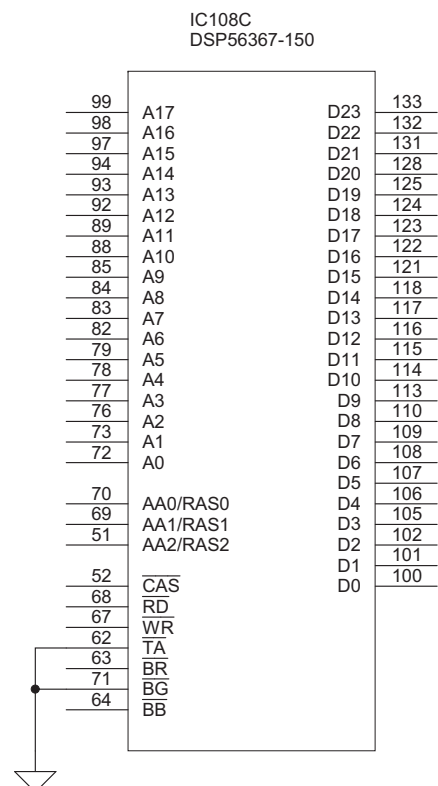 IC108C
DSP56367-150
99 A17 D23 133
98 A16 D22 132
97 A15 D21 131
94 A14 D20 128
93 A13 D19 125
92 A12 D18 124
89 A11 D17 123
88 A10 D16 122
85 A9 D15 121
84 A8 D14 118
83 A7 D13 117
82 A6 D12 116
79 A5 D11 115
78 A4 D10 114
77 A3 D9 113
76 A2 D8 110
73 A1 D7 109
72 A0 D6 108
D5 107
70 AA0/RAS0 D4 106
69 AA1/RAS1 D3 105
51 AA2/RAS2 D2 102
D1 101
52 CAS D0 100
68 RD
67 WR
62 TA
63 BR
71 BG
64 BB